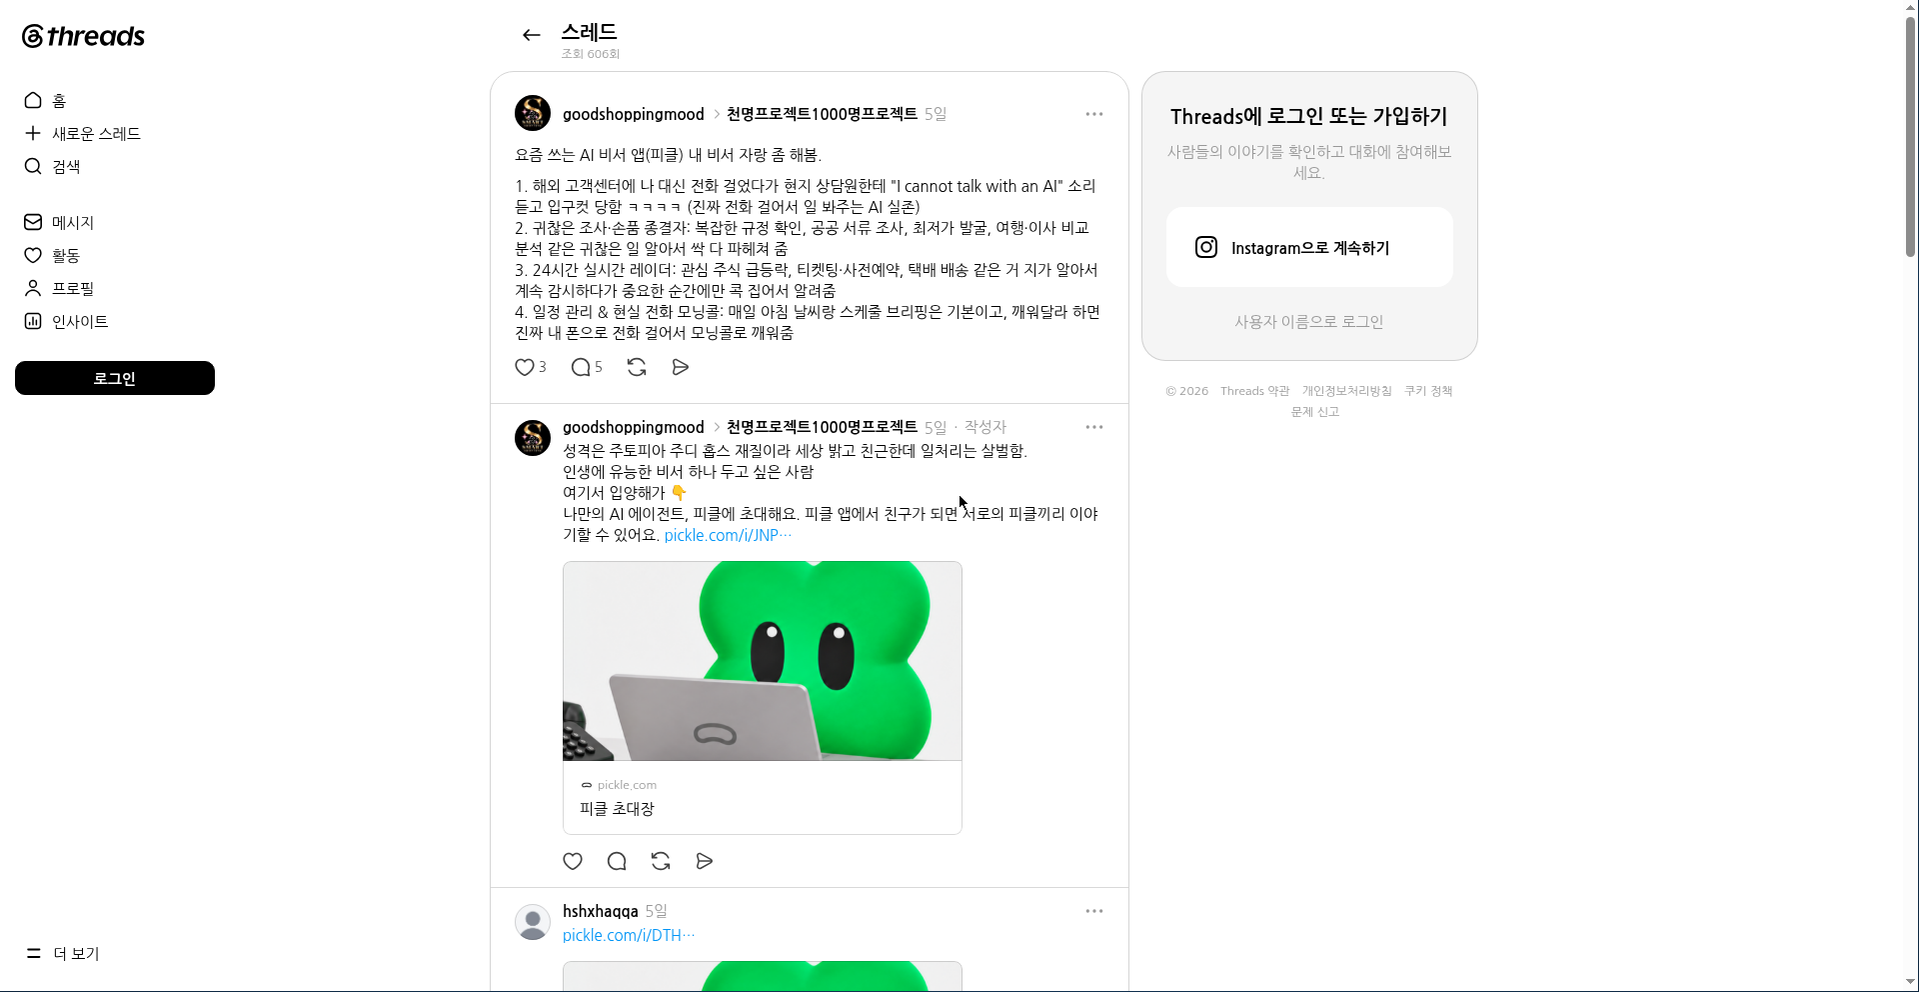 threads
홈
새로운 스레드
검색
메시지
활동
프로필
인사이트
로그인
더 보기
스레드
조회 606회
goodshoppingmood > 천명프로젝트1000명프로젝트 5일
요즘 쓰는 AI 비서 앱(피클) 내 비서 자랑 좀 해봄.
1. 해외 고객센터에 나 대신 전화 걸었다가 현지 상담원한테 "I cannot talk with an AI" 소리
듣고 입구컷 당함 ㅋㅋㅋㅋ (진짜 전화 걸어서 일 봐주는 AI 실존)
2. 귀찮은 조사·손품 종결자: 복잡한 규정 확인, 공공 서류 조사, 최저가 발굴, 여행·이사 비교
분석 같은 귀찮은 일 알아서 싹 다 파헤쳐 줌
3. 24시간 실시간 레이더: 관심 주식 급등락, 티켓팅·사전예약, 택배 배송 같은 거 지가 알아서
계속 감시하다가 중요한 순간에만 콕 집어서 알려줌
4. 일정 관리 & 현실 전화 모닝콜: 매일 아침 날씨랑 스케줄 브리핑은 기본이고, 깨워달라 하면
진짜 내 폰으로 전화 걸어서 모닝콜로 깨워줌
3 5
goodshoppingmood > 천명프로젝트1000명프로젝트 5일 · 작성자
성격은 주토피아 주디 홉스 재질이라 세상 밝고 친근한데 일처리는 살벌함.
인생에 유능한 비서 하나 두고 싶은 사람
여기서 입양해가 👇
나만의 AI 에이전트, 피클에 초대해요. 피클 앱에서 친구가 되면 서로의 피클끼리 이야
기할 수 있어요. pickle.com/i/JNP…
pickle.com
피클 초대장
hshxhaqqa 5일
pickle.com/i/DTH…
Threads에 로그인 또는 가입하기
사람들의 이야기를 확인하고 대화에 참여해보
세요.
Instagram으로 계속하기
사용자 이름으로 로그인
© 2026 Threads 약관 개인정보처리방침 쿠키 정책
문제 신고